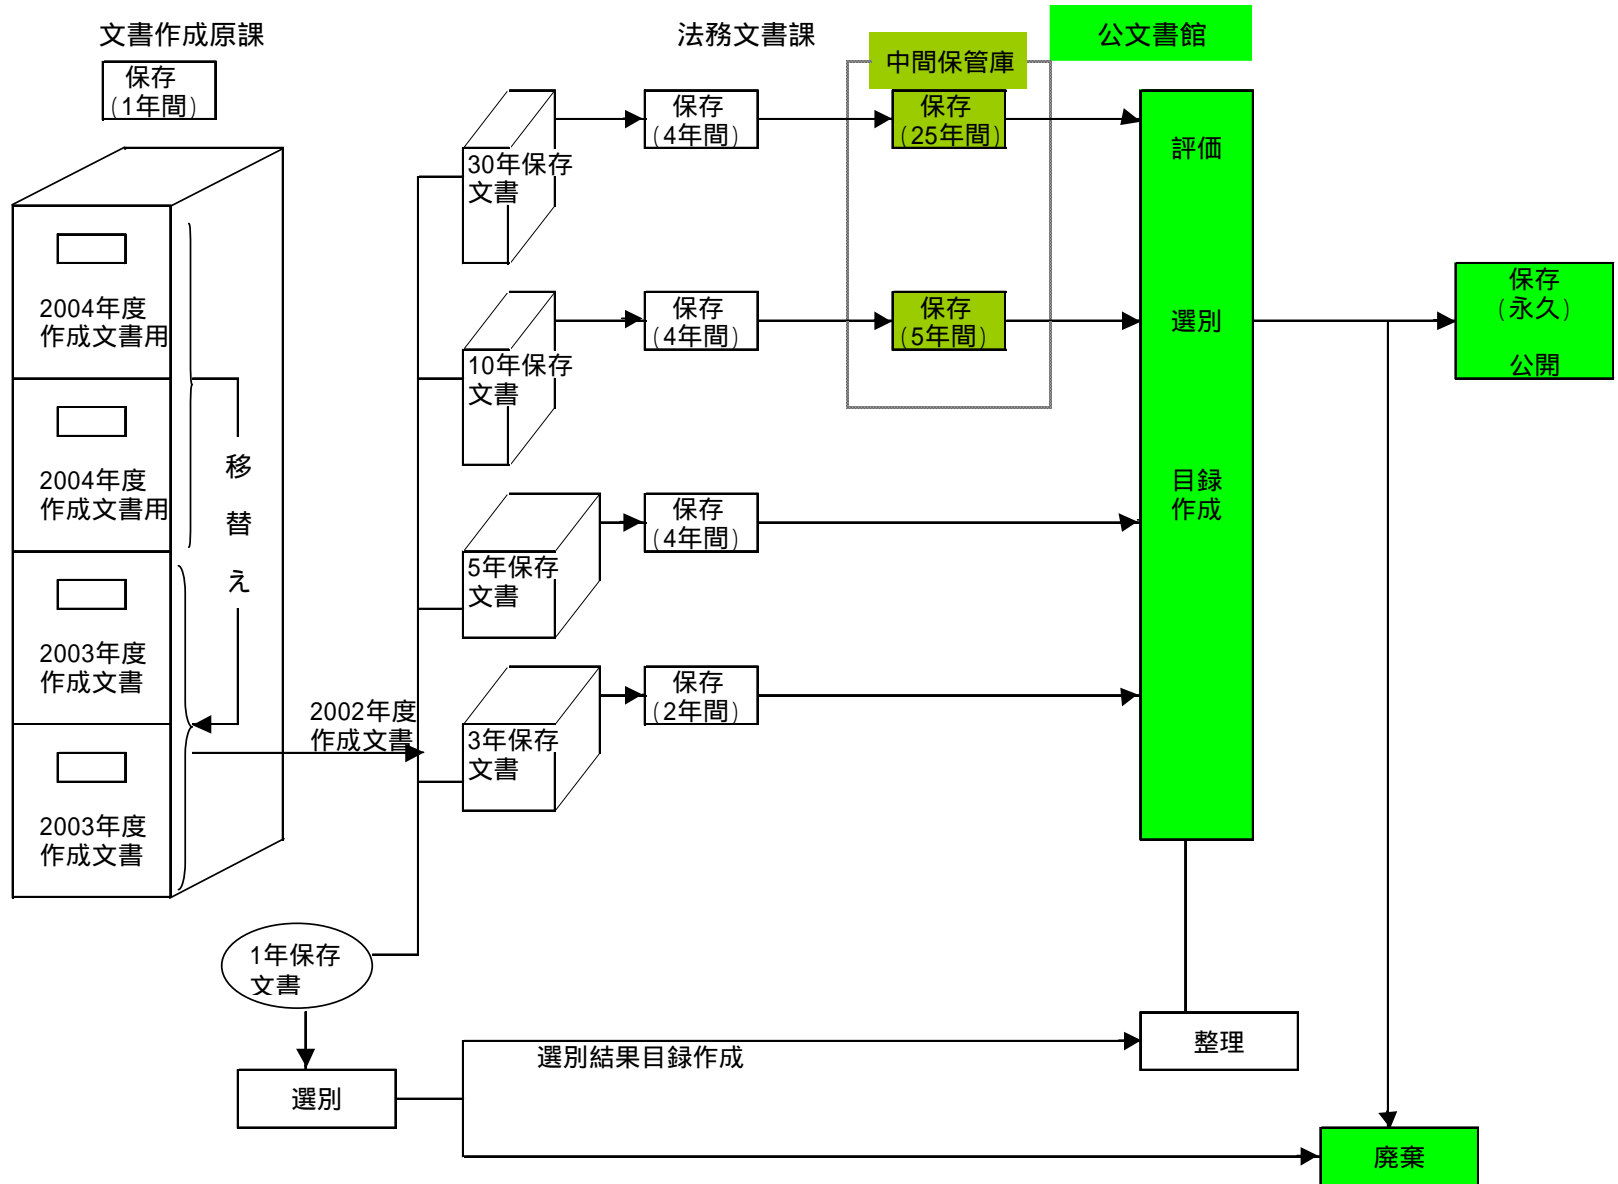 文書作成原課
法務文書課
公文書館
中間保管庫
保存
(1年間)
2004年度
作成文書用
2004年度
作成文書用
2003年度
作成文書
2003年度
作成文書
移
替
え
2002年度
作成文書
30年保存
文書
保存
(4年間)
保存
(25年間)
10年保存
文書
保存
(4年間)
保存
(5年間)
5年保存
文書
保存
(4年間)
3年保存
文書
保存
(2年間)
評価
選別
目録
作成
保存
(永久)
公開
1年保存
文書
選別
選別結果目録作成
整理
廃棄